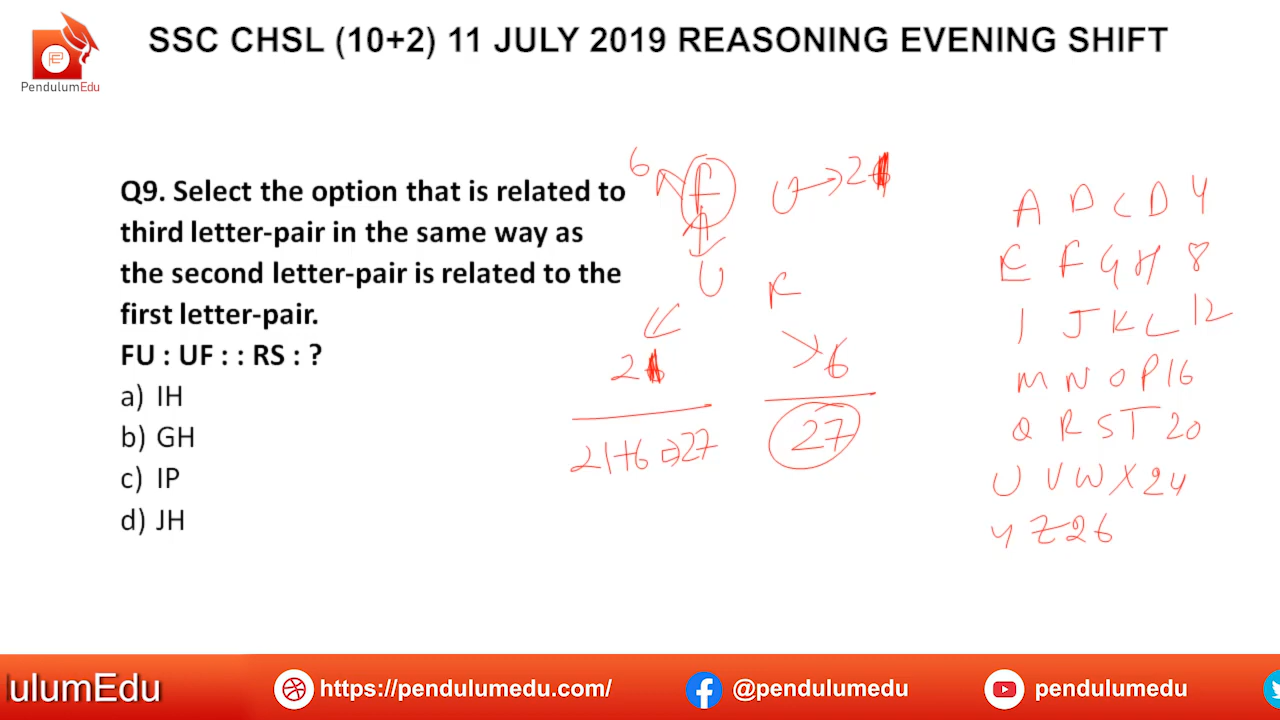 SSC CHSL (10+2) 11 JULY 2019 REASONING EVENING SHIFT
PendulumEdu
Q9. Select the option that is related to
third letter-pair in the same way as
the second letter-pair is related to the
first letter-pair.
FU : UF : : RS : ?
a) IH
b) GH
c) IP
d) JH
6 F U → 21
U F
21 6
21+6 ⇒ 27 27
A B C D 4
E F G H 8
I J K L 12
M N O P 16
Q R S T 20
U V W X 24
Y Z 26
ulumEdu
https://pendulumedu.com/
@pendulumedu
pendulumedu